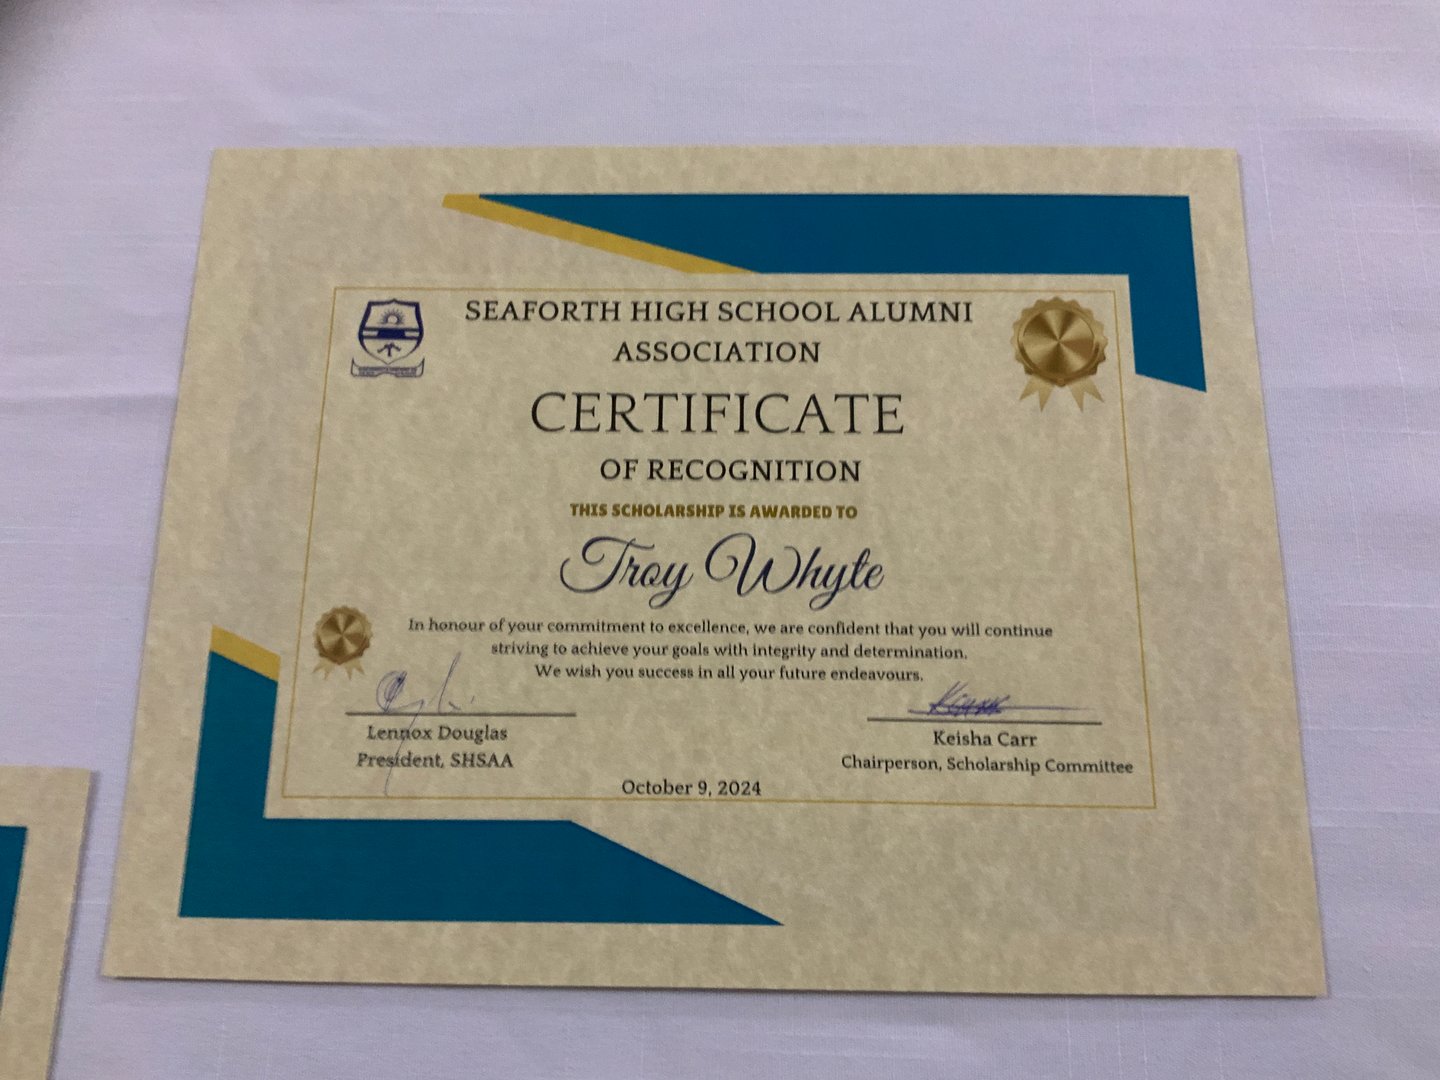 SEAFORTH HIGH SCHOOL ALUMNI
ASSOCIATION
CERTIFICATE
OF RECOGNITION
THIS SCHOLARSHIP IS AWARDED TO
Troy Whyte
In honour of your commitment to excellence, we are confident that you will continue
striving to achieve your goals with integrity and determination.
We wish you success in all your future endeavours.
Lennox Douglas
President, SHSAA
Keisha Carr
Chairperson, Scholarship Committee
October 9, 2024